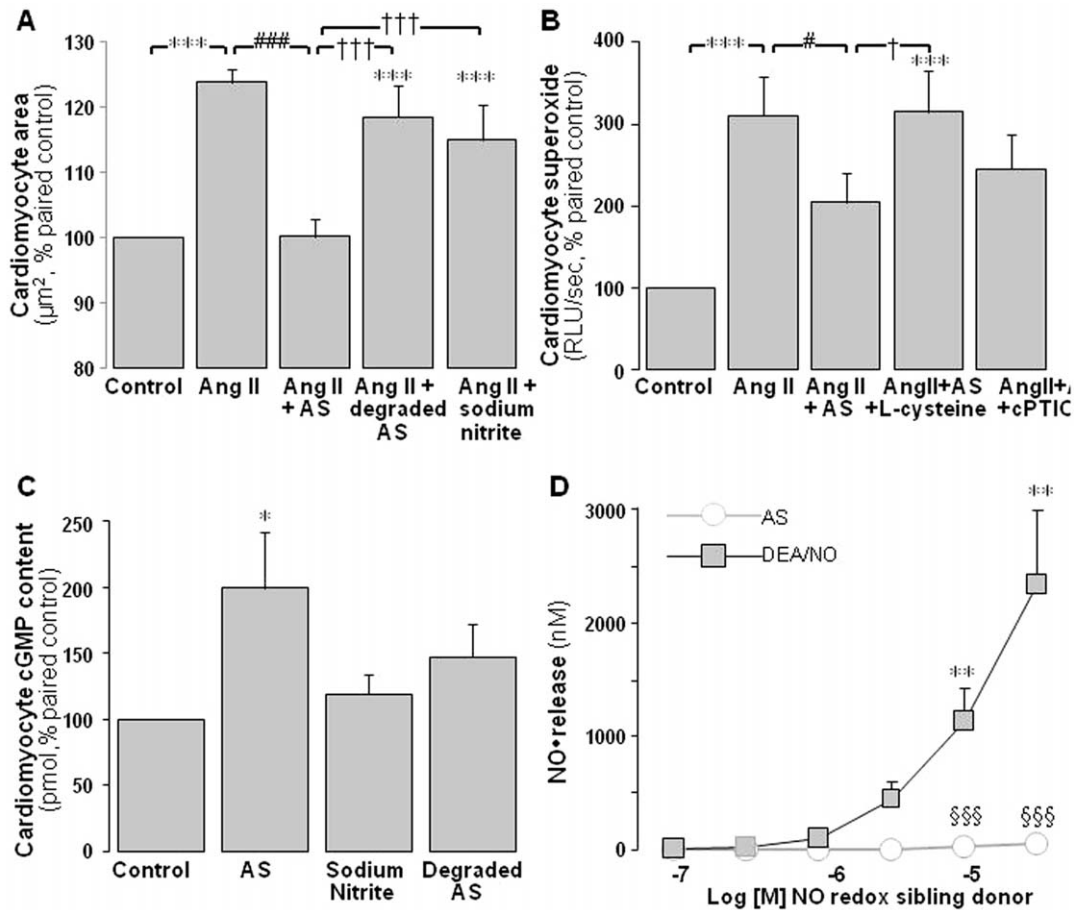 A
***
###
†††
†††
***
***
Cardiomyocyte area
(µm², % paired control)
130
120
110
100
90
80
Control
Ang II
Ang II
+ AS
Ang II +
degraded
AS
Ang II +
sodium
nitrite
B
***
#
†
***
Cardiomyocyte superoxide
(RLU/sec, % paired control)
400
300
200
100
0
Control
Ang II
Ang II
+ AS
AngII+AS
+L-cysteine
AngII+
+cPTIO
C
*
Cardiomyocyte cGMP content
(pmol,% paired control)
250
200
150
100
50
0
Control
AS
Sodium
Nitrite
Degraded
AS
D
AS
DEA/NO
**
**
§§§
§§§
NO•release (nM)
3000
2000
1000
0
-7
-6
-5
Log [M] NO redox sibling donor